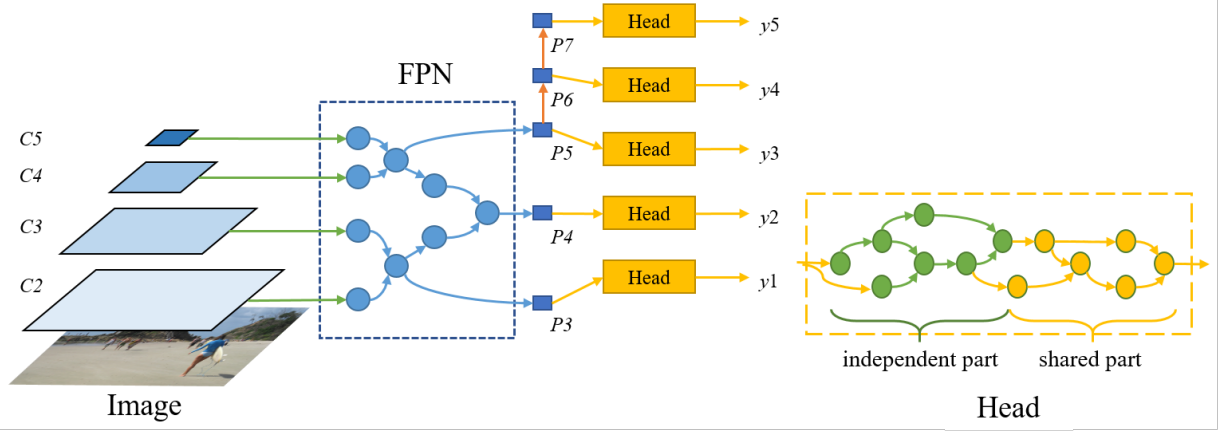 Head
y5
P7
FPN
Head
y4
P6
C5
P5
Head
y3
C4
C3
Head
y2
P4
C2
Head
y1
P3
independent part
shared part
Image
Head